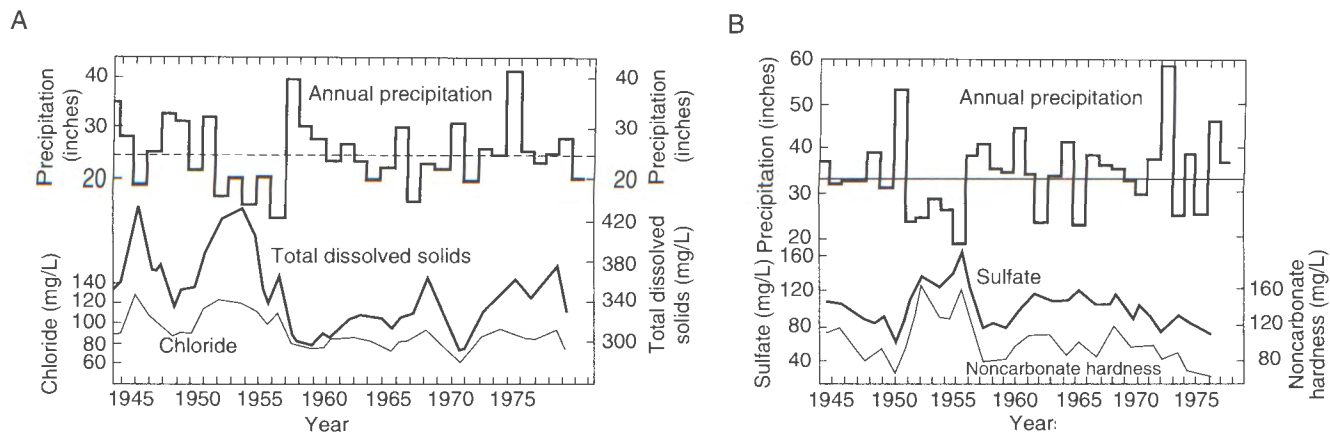 A
Precipitation
(inches)
40
30
20
Annual precipitation
40
30
20
Precipitation
(inches)
Chloride (mg/L)
140
120
100
80
60
Total dissolved solids
Chloride
420
380
340
300
Total dissolved
solids (mg/L)
1945 1950 1955 1960 1965 1970 1975
Year
B
Sulfate (mg/L) Precipitation (inches)
60
50
40
30
20
160
120
80
40
Annual precipitation
Sulfate
Noncarbonate hardness
160
120
80
Noncarbonate
hardness (mg/L)
1945 1950 1955 1960 1965 1970 1975
Year: